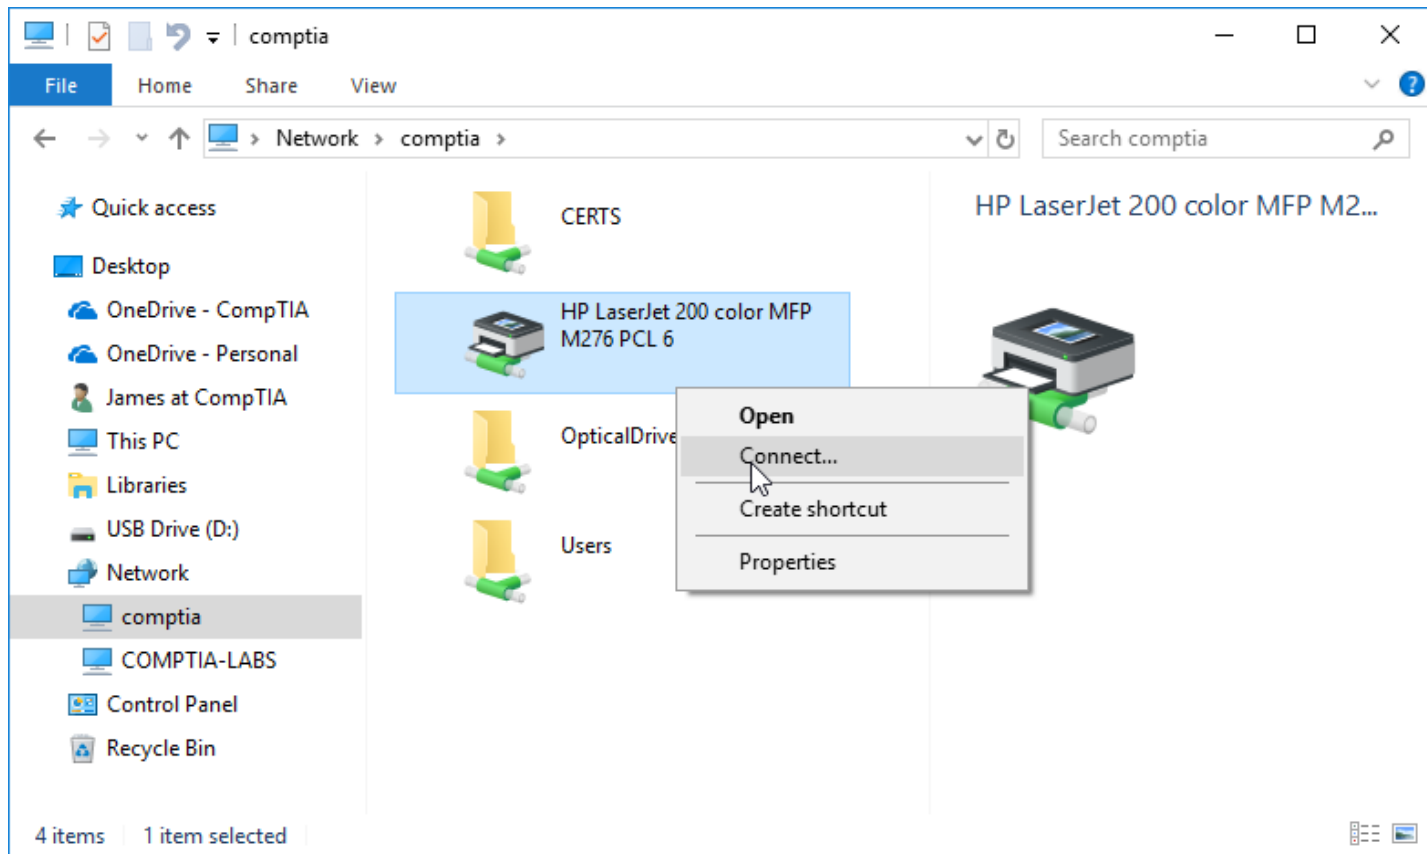 comptia
File Home Share View
Network comptia
Search comptia
Quick access
Desktop
OneDrive - CompTIA
OneDrive - Personal
James at CompTIA
This PC
Libraries
USB Drive (D:)
Network
comptia
COMPTIA-LABS
Control Panel
Recycle Bin
CERTS
HP LaserJet 200 color MFP
M276 PCL 6
OpticalDrive
Users
Open
Connect...
Create shortcut
Properties
HP LaserJet 200 color MFP M2...
4 items 1 item selected